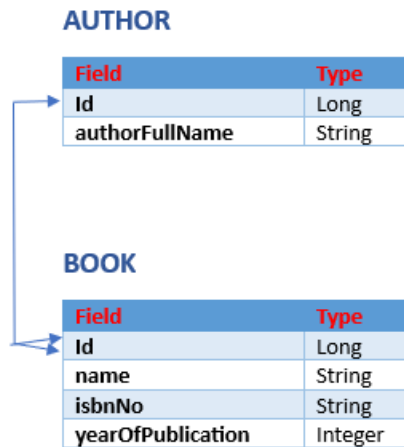 AUTHOR
Field Type
Id Long
authorFullName String
BOOK
Field Type
Id Long
name String
isbnNo String
yearOfPublication Integer